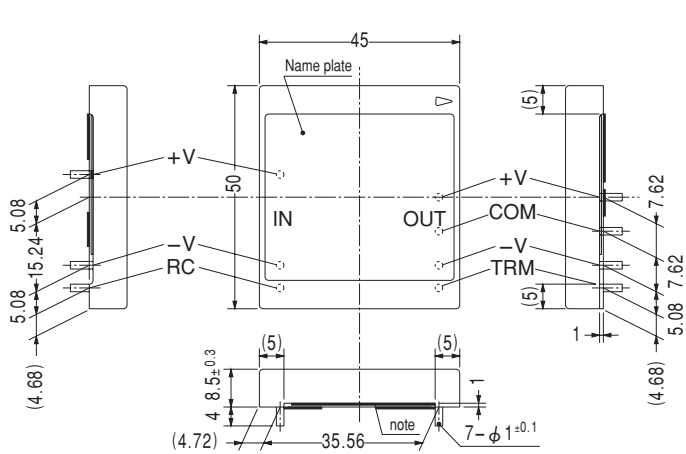 45
Name plate
(5)
+V
50
+V
7.62
5.08
IN
OUT
COM
15.24
−V
−V
7.62
RC
TRM
5.08
(5)
5.08
1
(4.68)
(4.68)
(5)
(5)
8.5±0.3
1
4
note
7−φ1±0.1
(4.72)
35.56